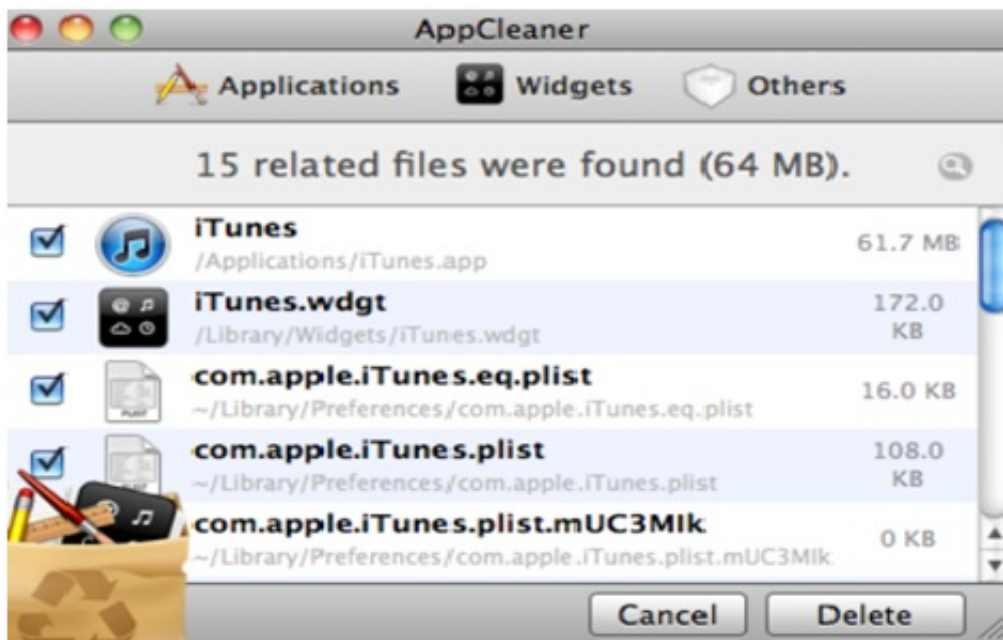 AppCleaner
Applications Widgets Others
15 related files were found (64 MB).
iTunes
/Applications/iTunes.app
61.7 MB
iTunes.wdgt
/Library/Widgets/iTunes.wdgt
172.0
KB
com.apple.iTunes.eq.plist
~/Library/Preferences/com.apple.iTunes.eq.plist
16.0 KB
com.apple.iTunes.plist
~/Library/Preferences/com.apple.iTunes.plist
108.0
KB
com.apple.iTunes.plist.mUC3MIk
~/Library/Preferences/com.apple.iTunes.plist.mUC3MIk
0 KB
Cancel Delete